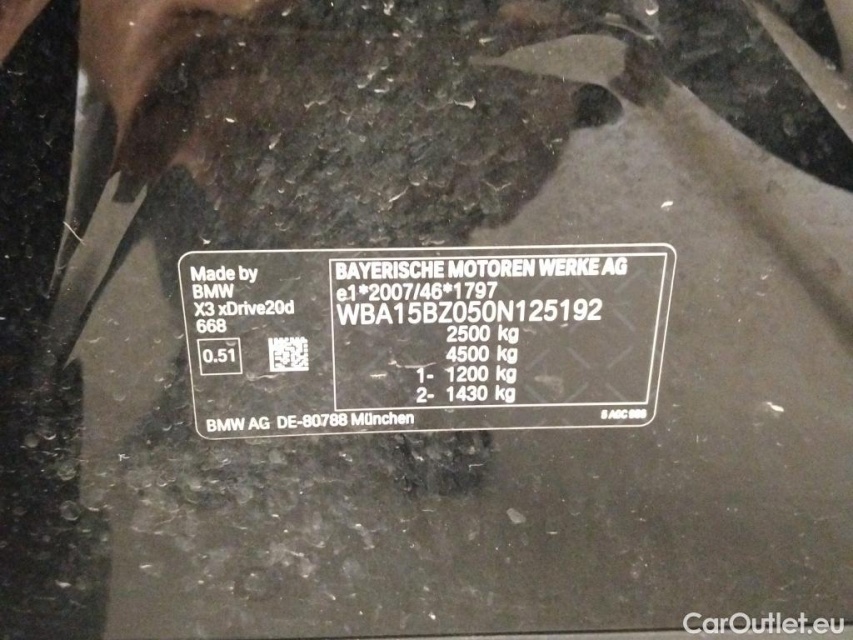 Made by
BMW
X3 xDrive20d
668
0.51
BAYERISCHE MOTOREN WERKE AG
e1*2007/46*1797
WBA15BZ050N125192
2500 kg
4500 kg
1- 1200 kg
2- 1430 kg
BMW AG DE-80788 München
CarOutlet.eu